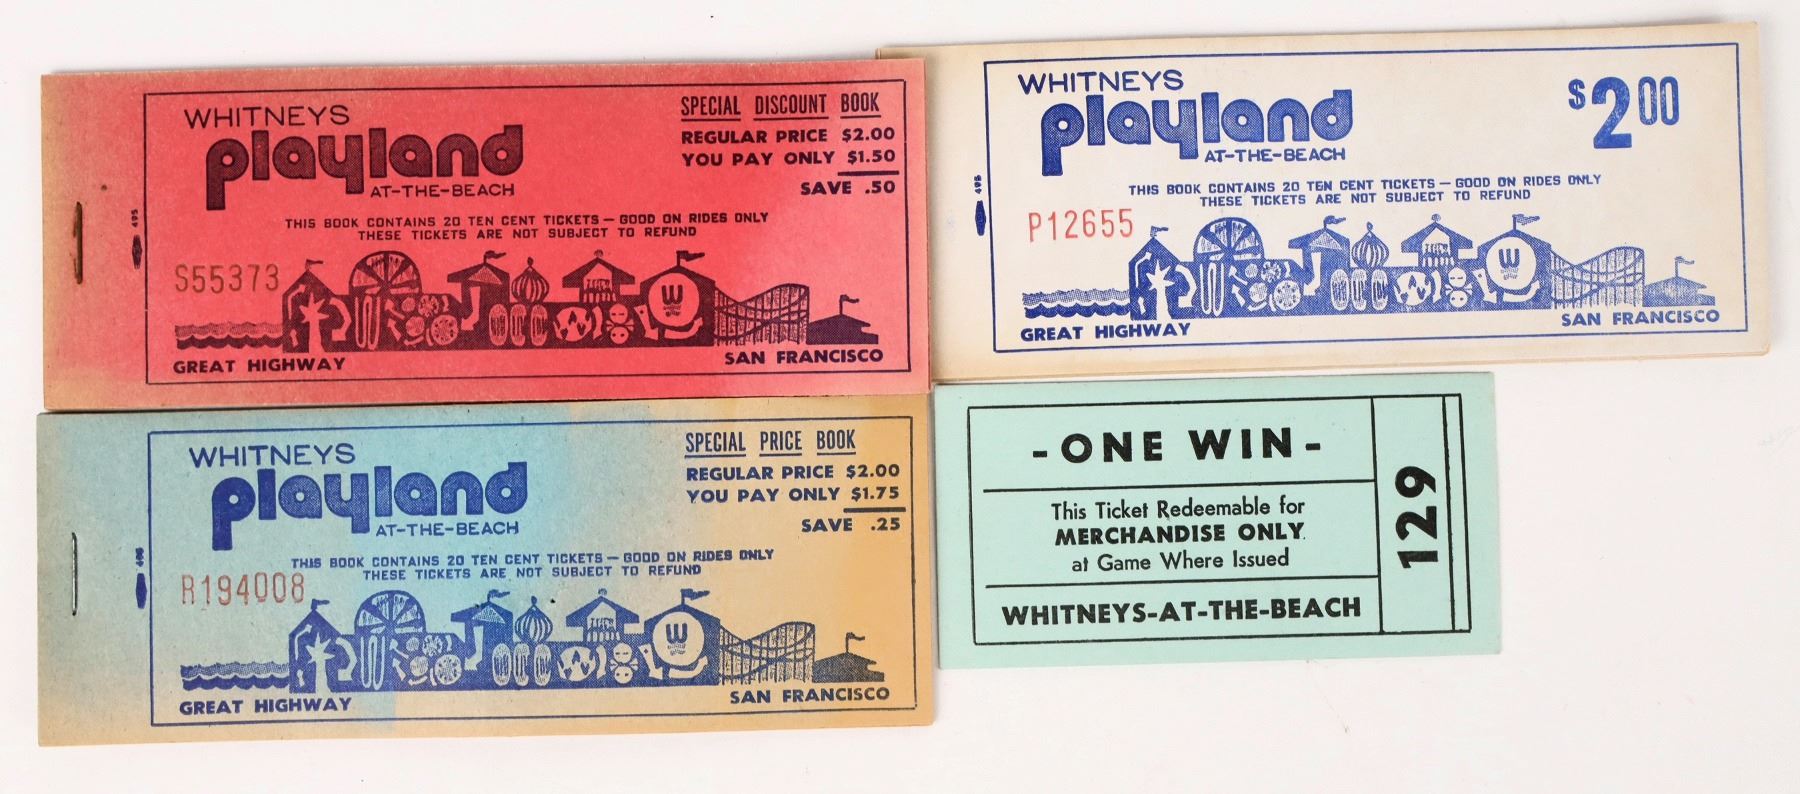 WHITNEYS
playland
AT-THE-BEACH
SPECIAL DISCOUNT BOOK
REGULAR PRICE $2.00
YOU PAY ONLY $1.50
SAVE .50
THIS BOOK CONTAINS 20 TEN CENT TICKETS — GOOD ON RIDES ONLY
THESE TICKETS ARE NOT SUBJECT TO REFUND
495
S55373
W
GREAT HIGHWAY
SAN FRANCISCO
WHITNEYS
playland
AT-THE-BEACH
$2.00
THIS BOOK CONTAINS 20 TEN CENT TICKETS — GOOD ON RIDES ONLY
THESE TICKETS ARE NOT SUBJECT TO REFUND
495
P12655
W
GREAT HIGHWAY
SAN FRANCISCO
WHITNEYS
playland
AT-THE-BEACH
SPECIAL PRICE BOOK
REGULAR PRICE $2.00
YOU PAY ONLY $1.75
SAVE .25
THIS BOOK CONTAINS 20 TEN CENT TICKETS — GOOD ON RIDES ONLY
THESE TICKETS ARE NOT SUBJECT TO REFUND
R194008
W
GREAT HIGHWAY
SAN FRANCISCO
- ONE WIN -
This Ticket Redeemable for
MERCHANDISE ONLY
at Game Where Issued
WHITNEYS-AT-THE-BEACH
129